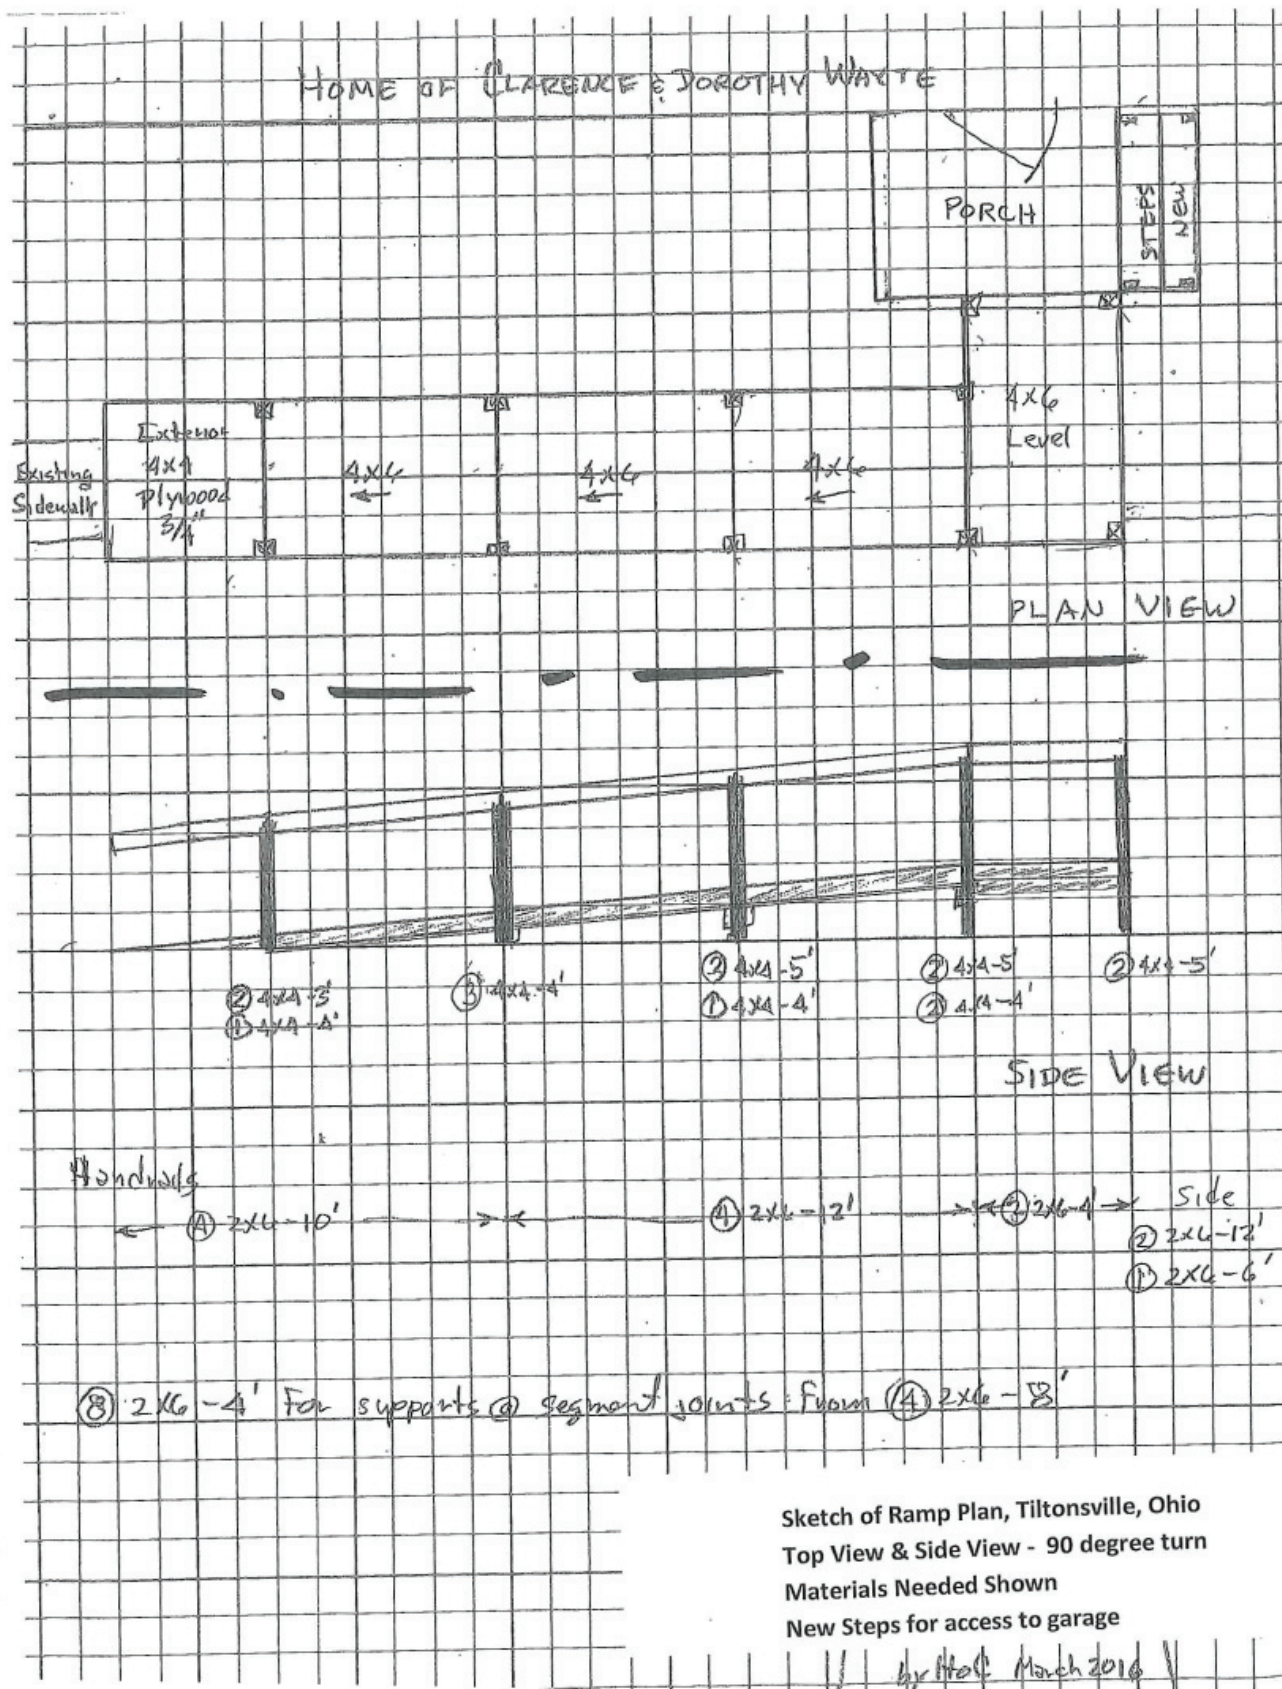 HOME OF CLARENCE & DOROTHY WAYTE
PORCH
STEPS
NEW
4x6
Level
Exterior
4x4
Plywood
3/4"
Existing
Sidewalk
4x6
4x6
4x6
PLAN VIEW
② 4x4-3'
① 4x4-4'
③ 4x4-4'
③ 4x4-5'
① 4x4-4'
② 4x4-5'
② 4x4-4'
② 4x4-5'
SIDE VIEW
Handrails
④ 2x6-10'
④ 2x6-12'
③ 2x6-4'
Side
② 2x6-12'
① 2x6-6'
⑧ 2x6-4' For supports @ segment joints From ④ 2x6-8'
Sketch of Ramp Plan, Tiltonsville, Ohio
Top View & Side View - 90 degree turn
Materials Needed Shown
New Steps for access to garage
by March 2016